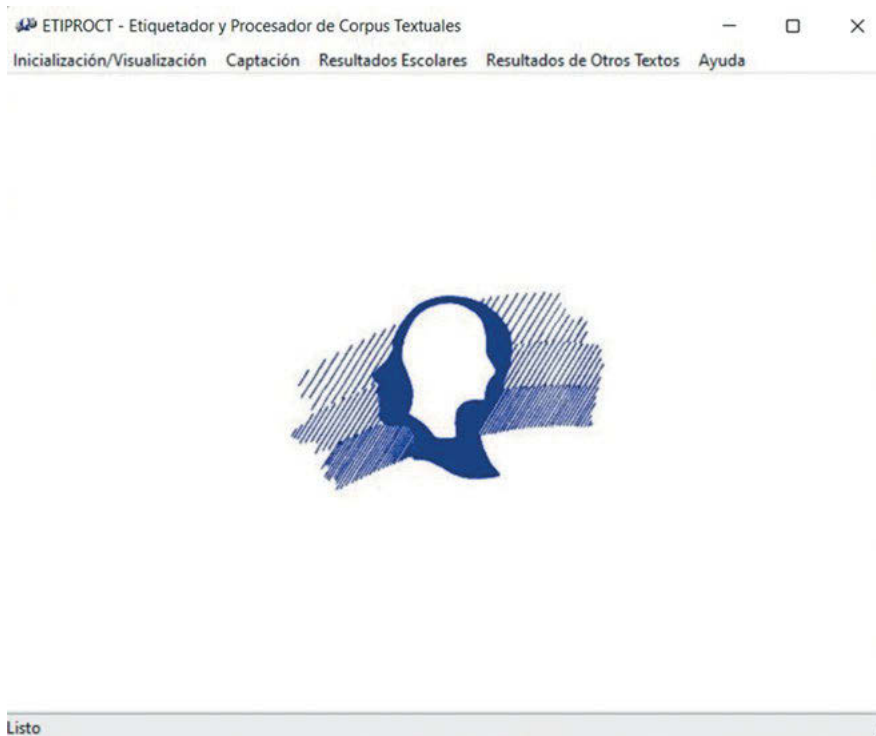 ETIPROCT - Etiquetador y Procesador de Corpus Textuales
Inicialización/Visualización Captación Resultados Escolares Resultados de Otros Textos Ayuda
Listo